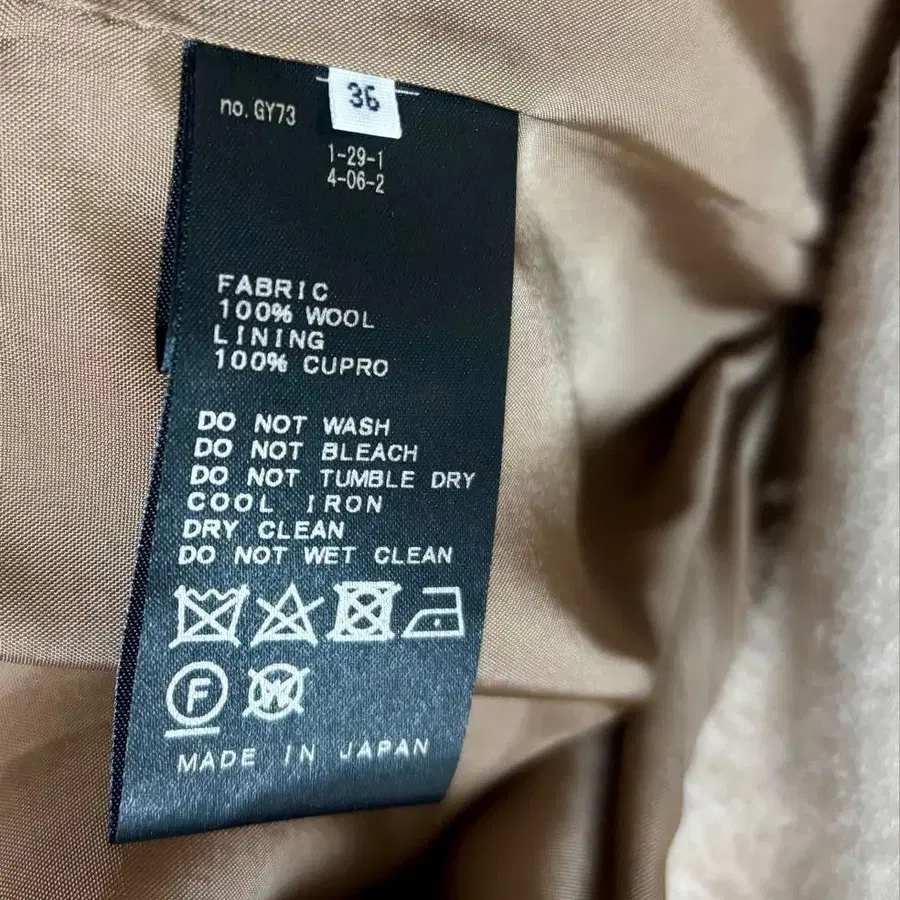 36
no.GY73
1-29-1
4-06-2
FABRIC
100% WOOL
LINING
100% CUPRO
DO NOT WASH
DO NOT BLEACH
DO NOT TUMBLE DRY
COOL IRON
DRY CLEAN
DO NOT WET CLEAN
F W
MADE IN JAPAN